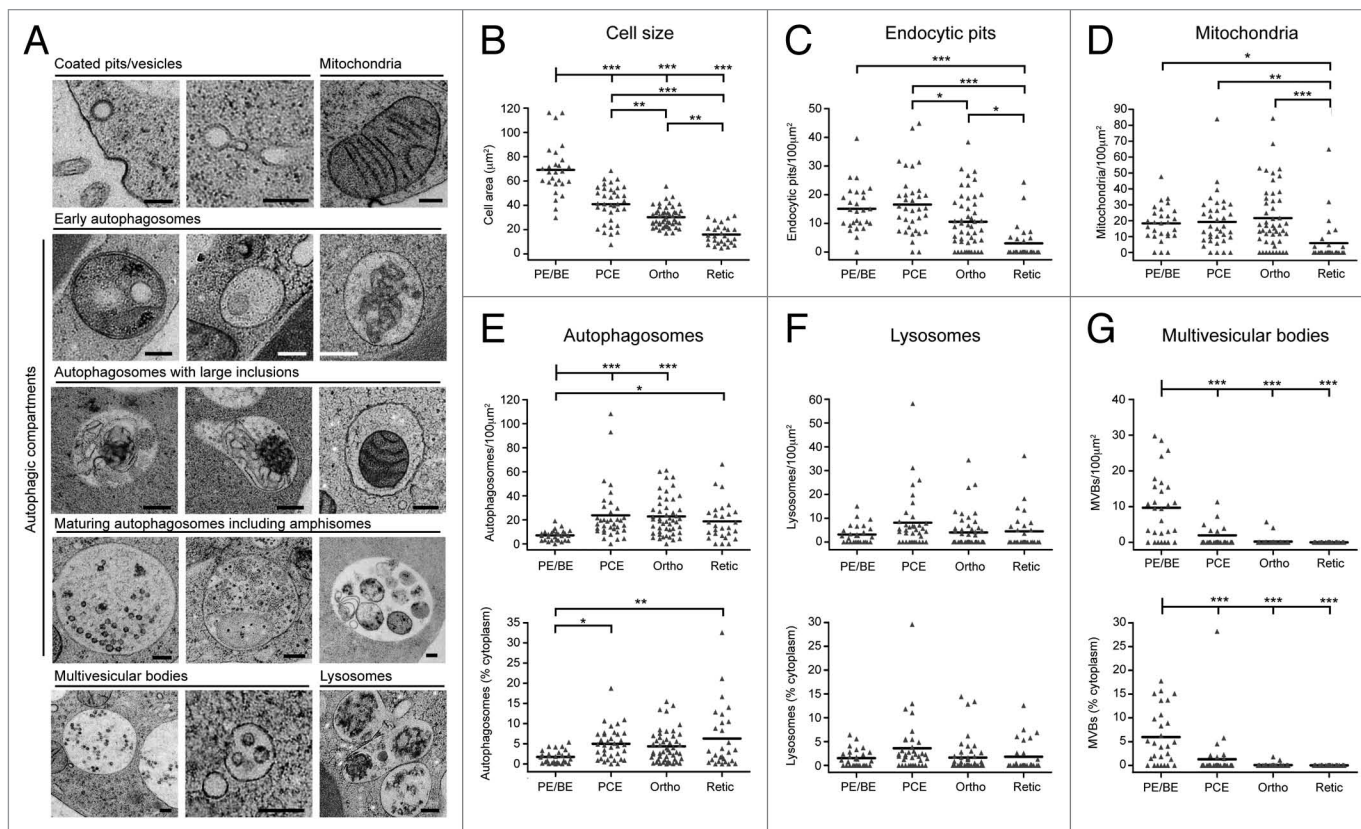 A
Coated pits/vesicles
Mitochondria
Early autophagosomes
Autophagic compartments
Autophagosomes with large inclusions
Maturing autophagosomes including amphisomes
Multivesicular bodies
Lysosomes
B
Cell size
*** *** ***
***
** **
Cell area (μm²)
120
100
80
60
40
20
0
PE/BE PCE Ortho Retic
C
Endocytic pits
***
***
* *
Endocytic pits/100μm²
50
40
30
20
10
0
PE/BE PCE Ortho Retic
D
Mitochondria
*
**
***
Mitochondria/100μm²
90
80
70
60
50
40
30
20
10
0
PE/BE PCE Ortho Retic
E
Autophagosomes
*** ***
*
Autophagosomes/100μm²
120
100
80
60
40
20
0
PE/BE PCE Ortho Retic
**
*
Autophagosomes (% cytoplasm)
35
30
25
20
15
10
5
0
PE/BE PCE Ortho Retic
F
Lysosomes
Lysosomes/100μm²
60
50
40
30
20
10
0
PE/BE PCE Ortho Retic
Lysosomes (% cytoplasm)
30
25
20
15
10
5
0
PE/BE PCE Ortho Retic
G
Multivesicular bodies
*** *** ***
MVBs/100μm²
40
30
20
10
0
PE/BE PCE Ortho Retic
*** *** ***
MVBs (% cytoplasm)
30
25
20
15
10
5
0
PE/BE PCE Ortho Retic